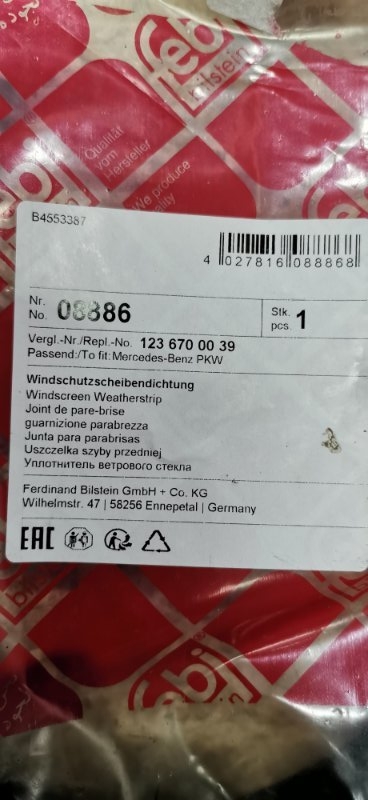 febi
bilstein
Qualität
vom
Hersteller
produce
B4553387
4 027816 088868
Nr.
No. 08886
Stk.
pcs. 1
Vergl.-Nr./Repl.-No. 123 670 00 39
Passend:/To fit: Mercedes-Benz PKW
Windschutzscheibendichtung
Windscreen Weatherstrip
Joint de pare-brise
guarnizione parabrezza
Junta para parabrisas
Uszczelka szyby przedniej
Уплотнитель ветрового стекла
Ferdinand Bilstein GmbH + Co. KG
Wilhelmstr. 47 | 58256 Ennepetal | Germany
EAC
febi